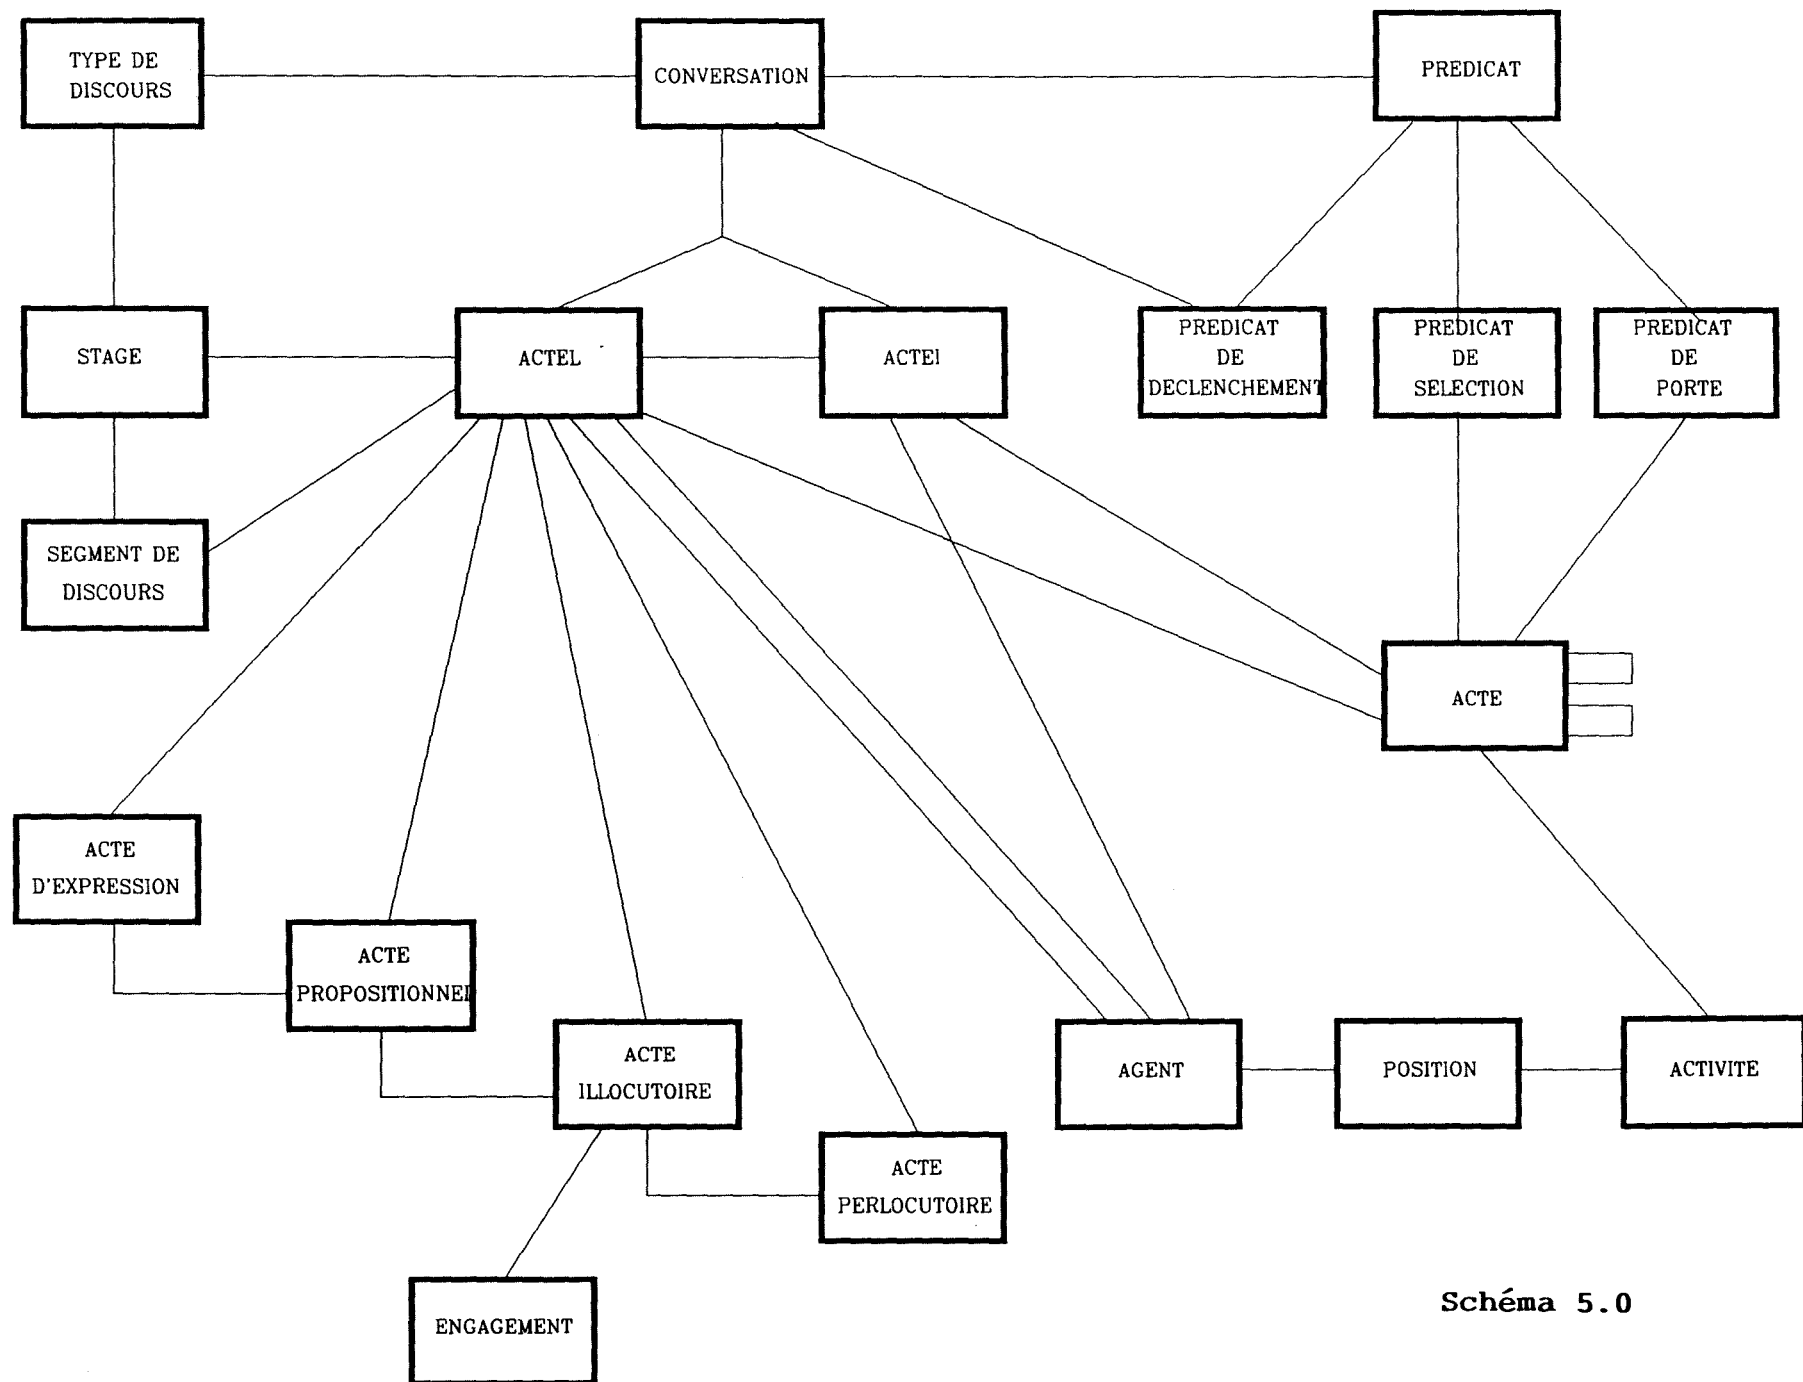 TYPE DE
DISCOURS
CONVERSATION
PREDICAT
STAGE
ACTEL
ACTEI
PREDICAT
DE
DECLENCHEMENT
PREDICAT
DE
SELECTION
PREDICAT
DE
PORTE
SEGMENT DE
DISCOURS
ACTE
ACTE
D'EXPRESSION
ACTE
PROPOSITIONNEL
ACTE
ILLOCUTOIRE
AGENT
POSITION
ACTIVITE
ACTE
PERLOCUTOIRE
ENGAGEMENT
Schéma 5.0